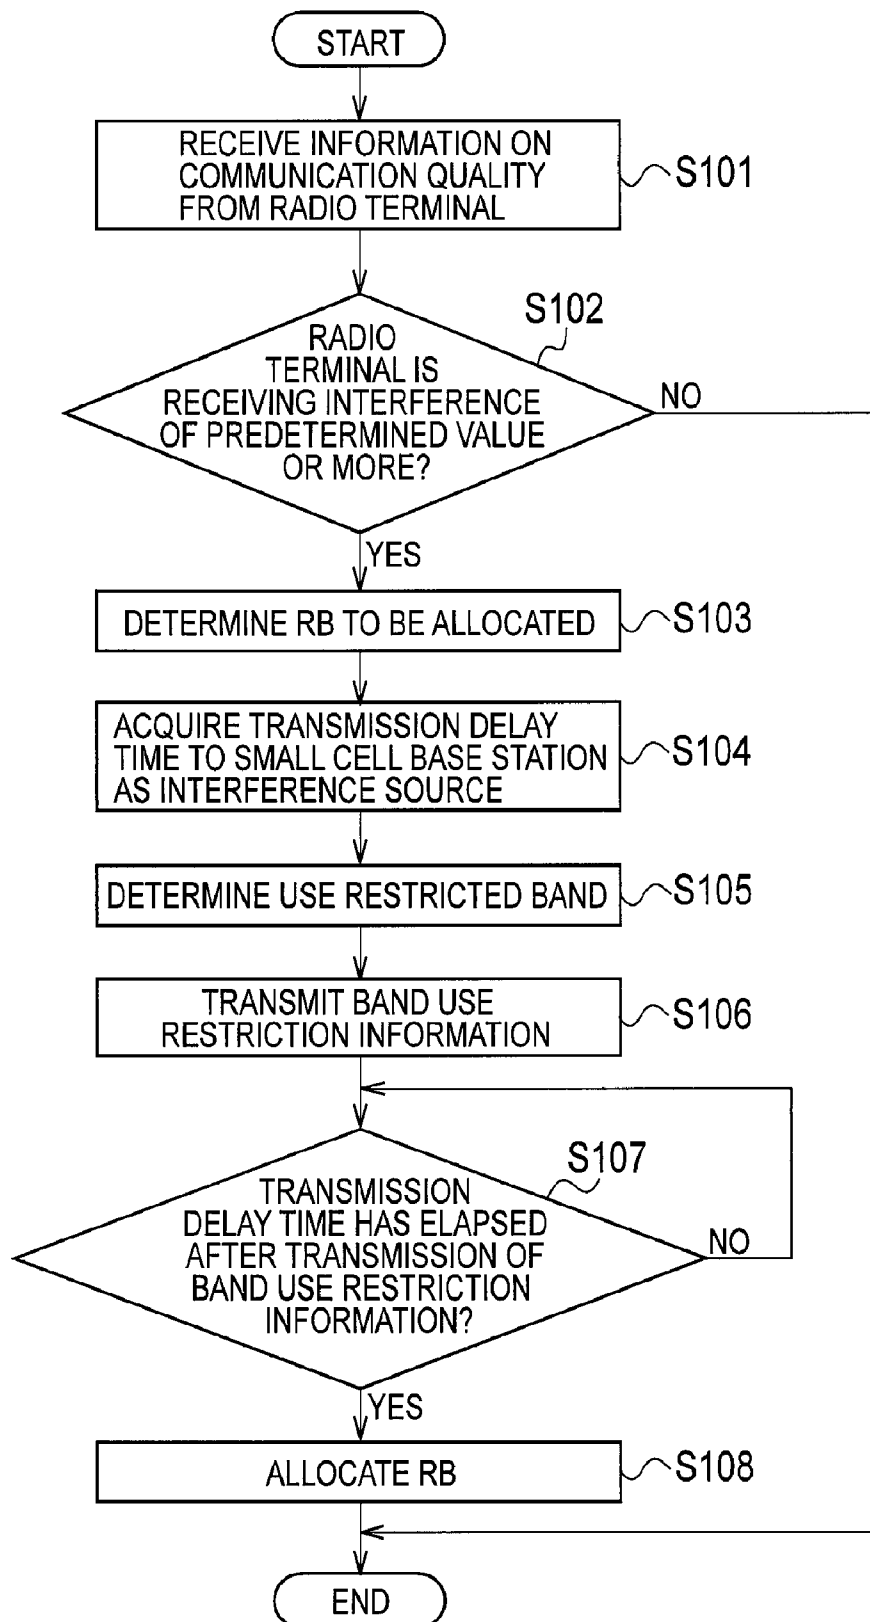 START
RECEIVE INFORMATION ON
COMMUNICATION QUALITY
FROM RADIO TERMINAL
S101
S102
RADIO
TERMINAL IS
RECEIVING INTERFERENCE
OF PREDETERMINED VALUE
OR MORE?
NO
YES
DETERMINE RB TO BE ALLOCATED
S103
ACQUIRE TRANSMISSION DELAY
TIME TO SMALL CELL BASE STATION
AS INTERFERENCE SOURCE
S104
DETERMINE USE RESTRICTED BAND
S105
TRANSMIT BAND USE
RESTRICTION INFORMATION
S106
S107
TRANSMISSION
DELAY TIME HAS ELAPSED
AFTER TRANSMISSION OF
BAND USE RESTRICTION
INFORMATION?
NO
YES
ALLOCATE RB
S108
END